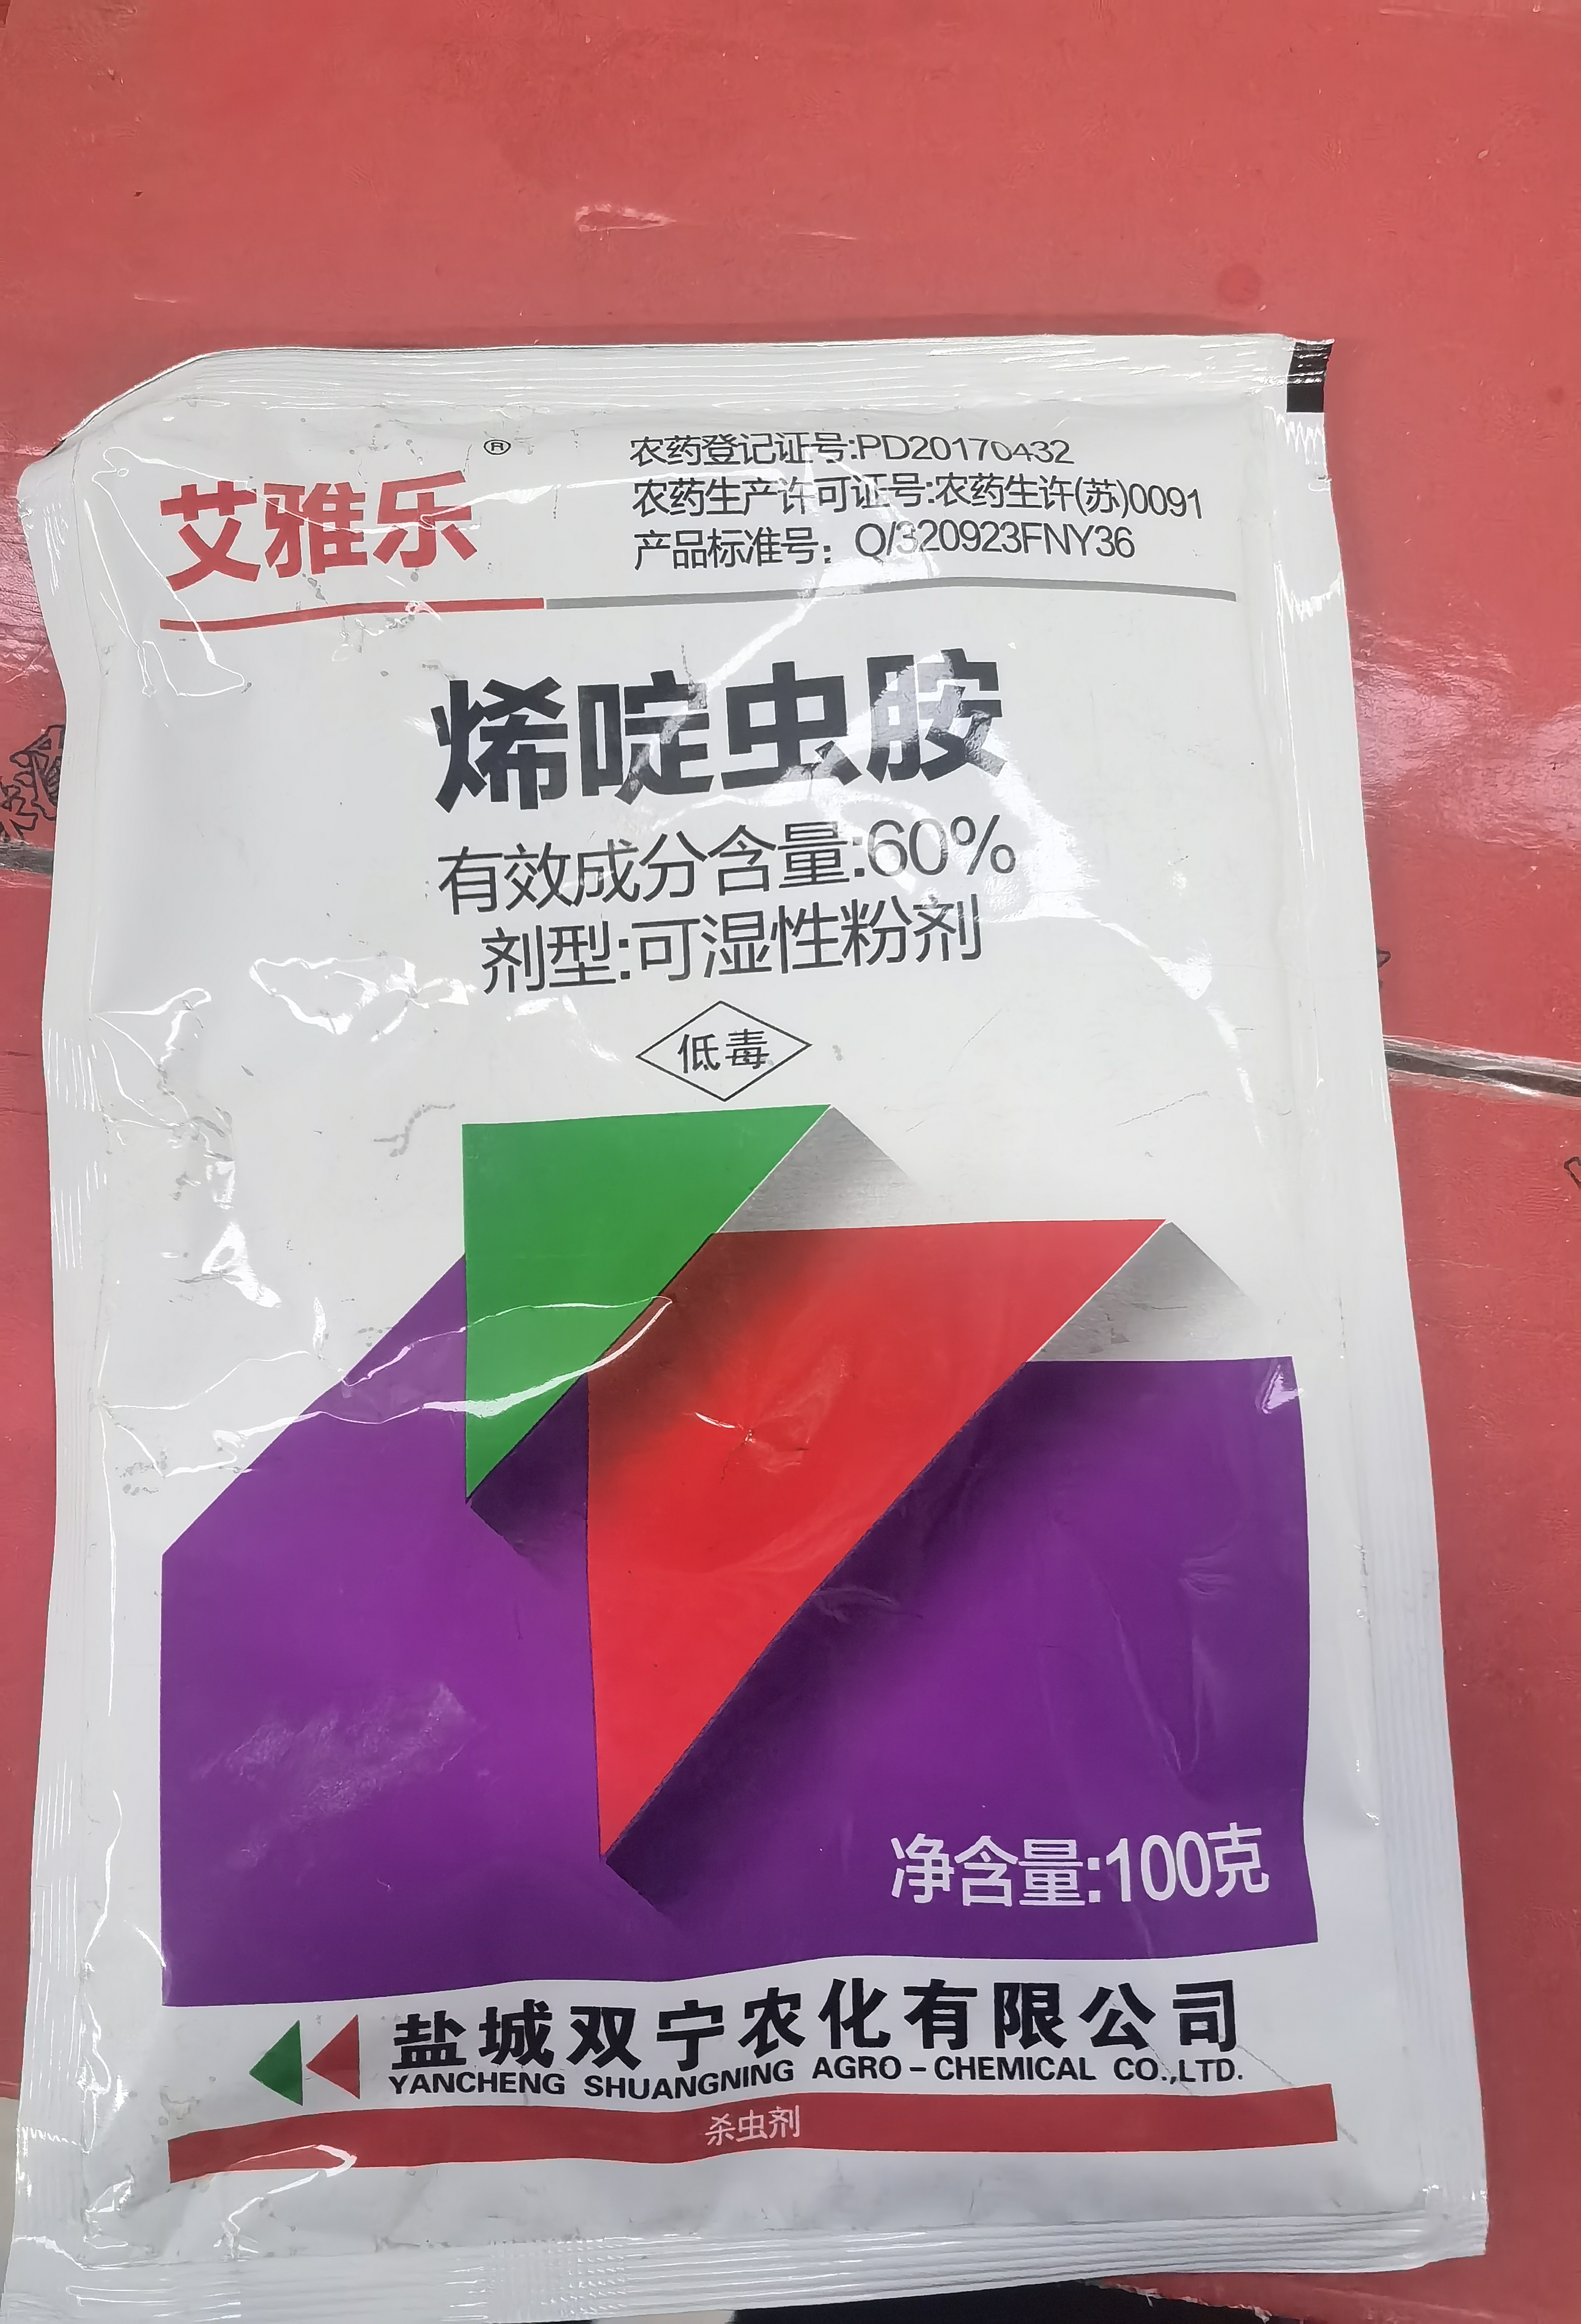 艾雅乐®
农药登记证号:PD20170432
农药生产许可证号:农药生许(苏)0091
产品标准号：Q/320923FNY36
烯啶虫胺
有效成分含量:60%
剂型:可湿性粉剂
低毒
净含量:100克
盐城双宁农化有限公司
YANCHENG SHUANGNING AGRO-CHEMICAL CO.,LTD.
杀虫剂